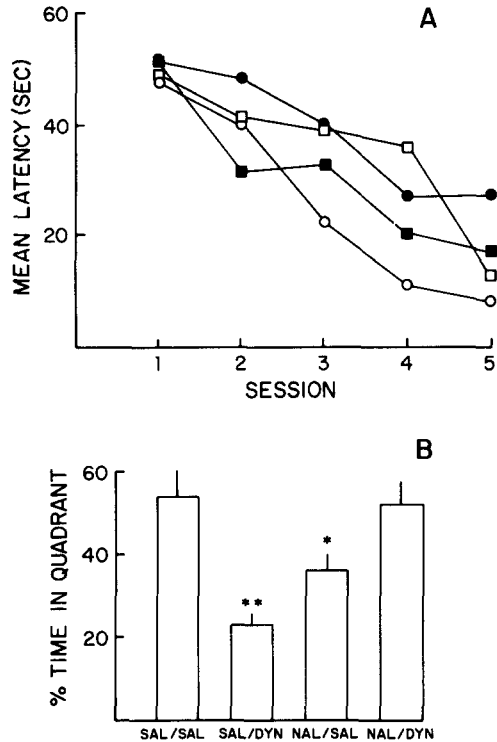 A
60
40
20
MEAN LATENCY (SEC)
1 2 3 4 5
SESSION
B
60
40
20
% TIME IN QUADRANT
**
*
SAL/SAL SAL/DYN NAL/SAL NAL/DYN